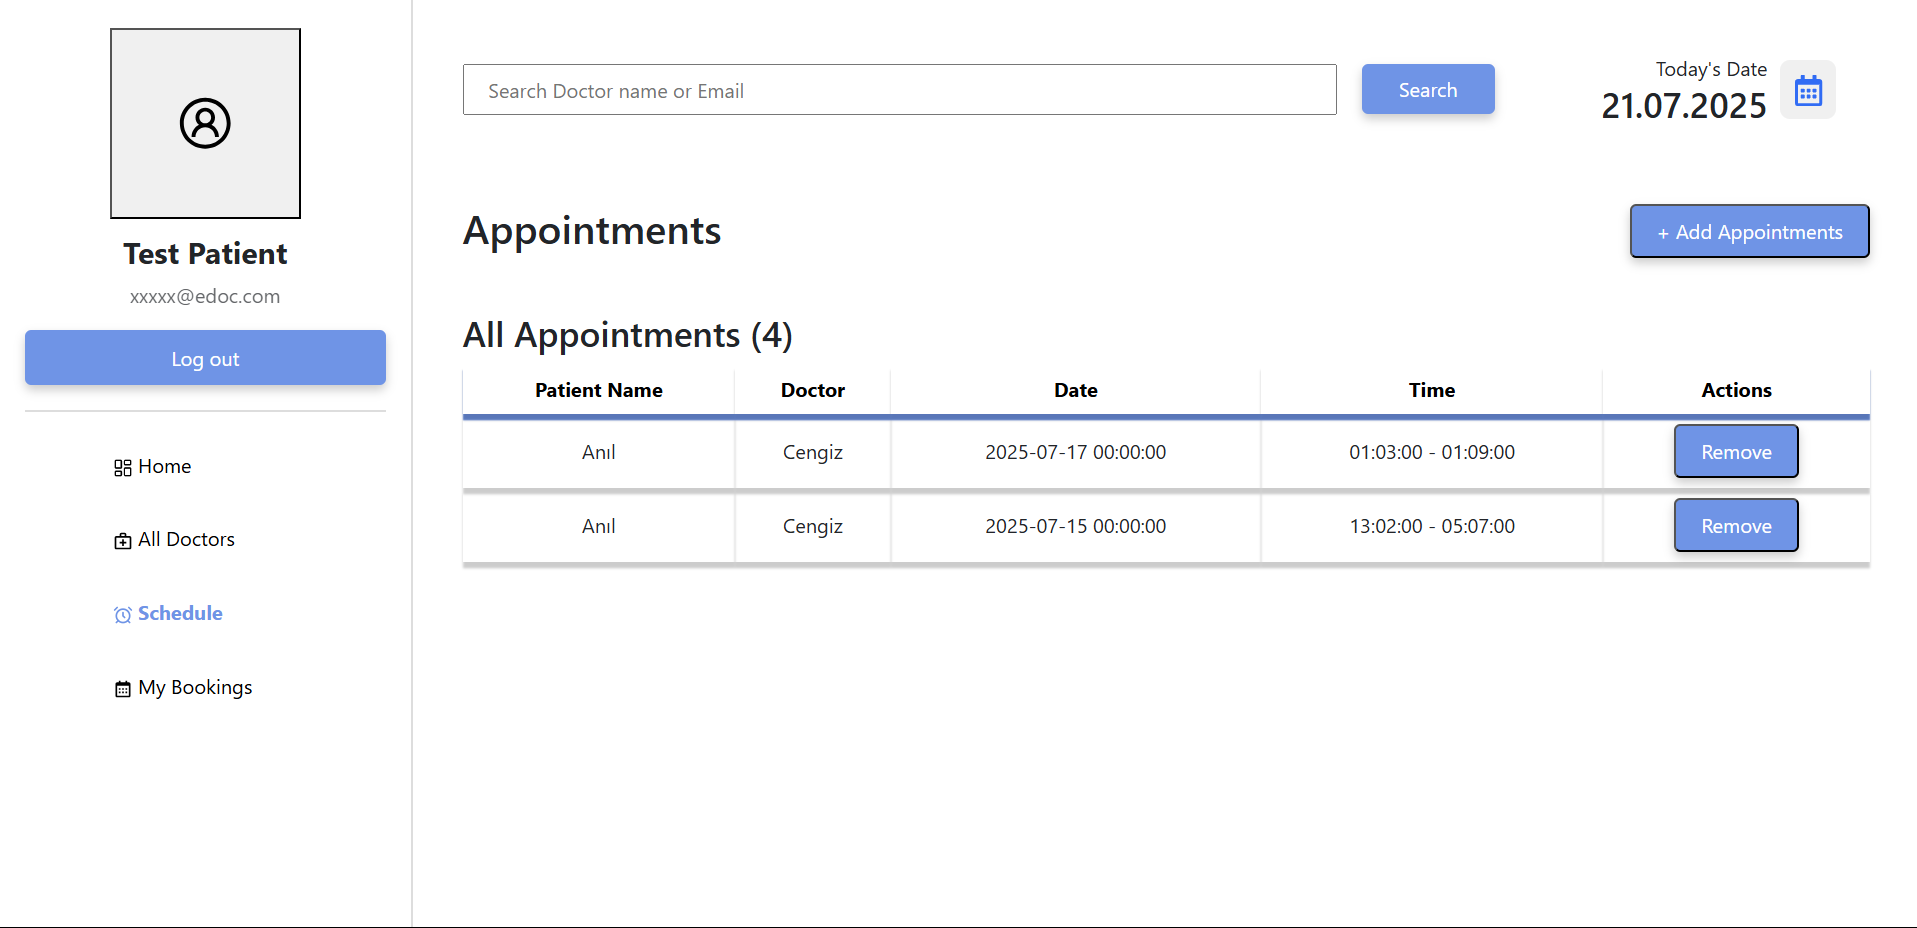 Test Patient
xxxxx@edoc.com
Log out
Home
All Doctors
Schedule
My Bookings
Search Doctor name or Email
Search
Today's Date
21.07.2025
Appointments
+ Add Appointments
All Appointments (4)
Patient Name Doctor Date Time Actions
Anıl Cengiz 2025-07-17 00:00:00 01:03:00 - 01:09:00 Remove
Anıl Cengiz 2025-07-15 00:00:00 13:02:00 - 05:07:00 Remove